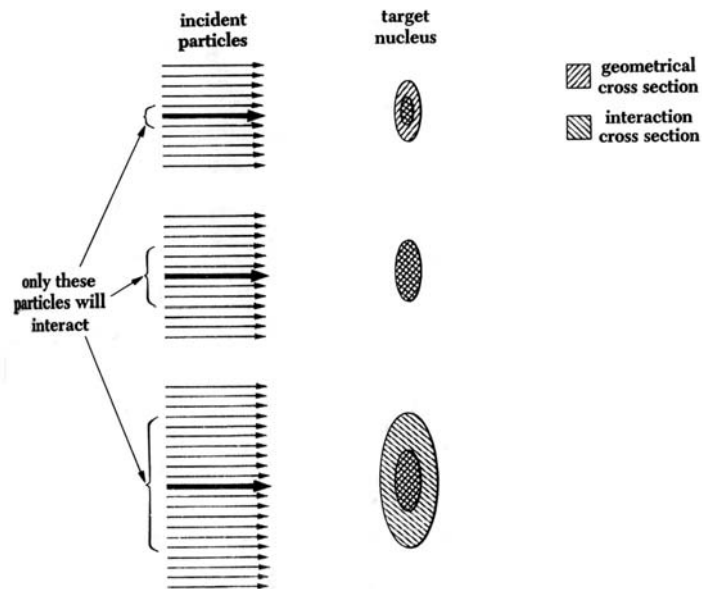 incident
particles
target
nucleus
geometrical
cross section
interaction
cross section
only these
particles will
interact